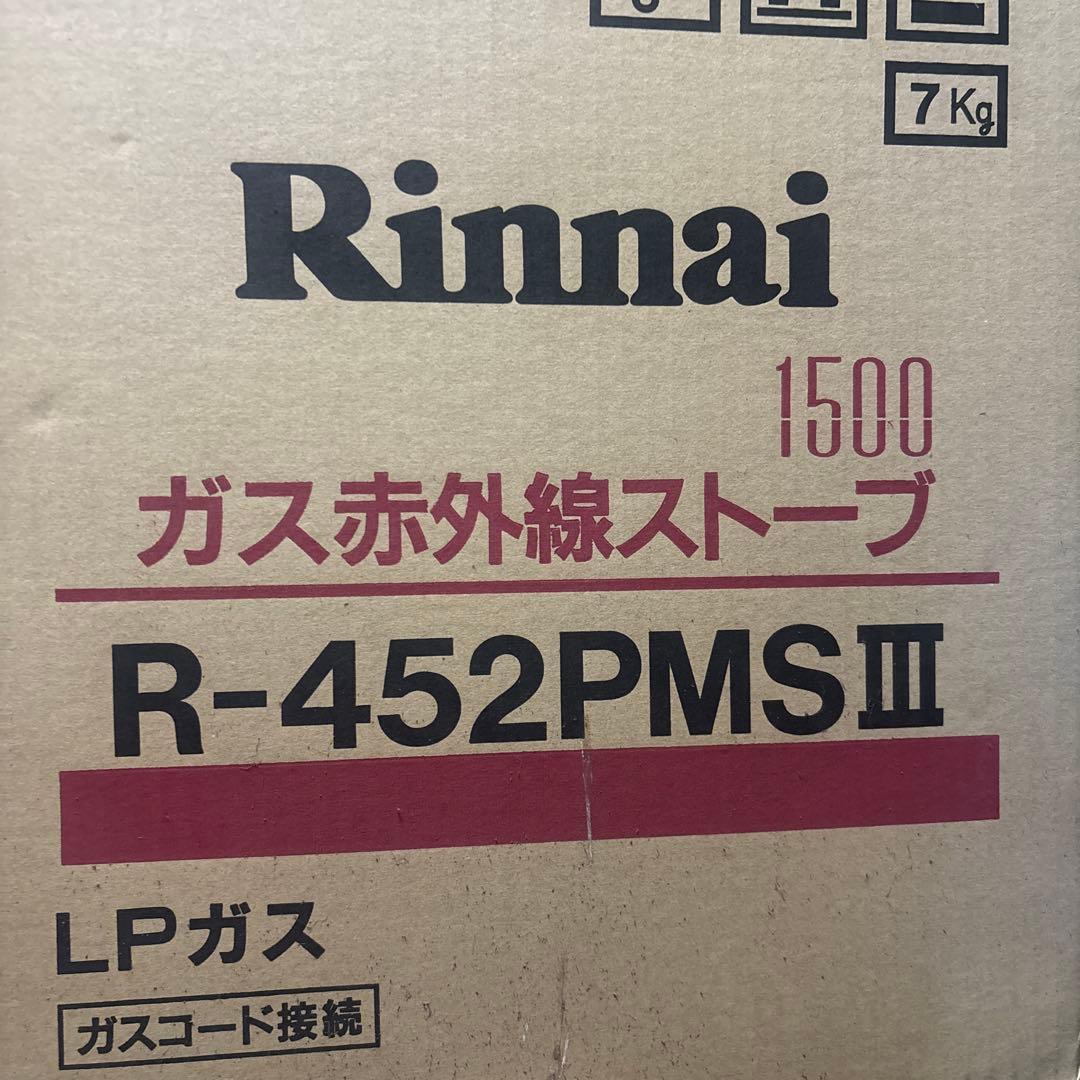 7Kg
Rinnai
1500
ガス赤外線ストーブ
R-452PMSⅢ
LPガス
ガスコード接続